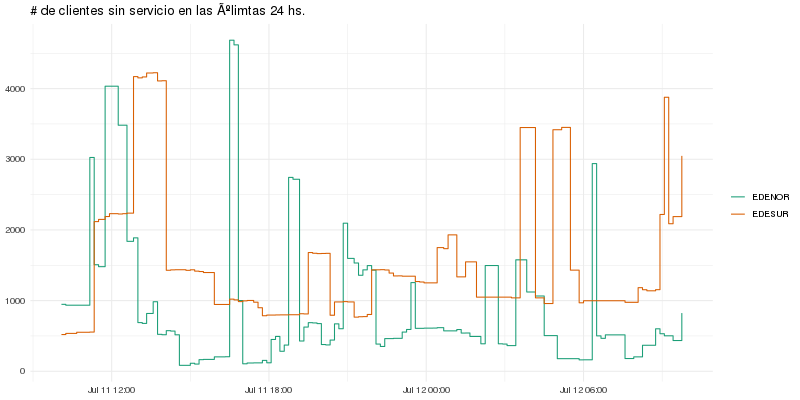 # de clientes sin servicio en las Ãºlimtas 24 hs.
4000
3000
2000
1000
0
Jul 11 12:00
Jul 11 18:00
Jul 12 00:00
Jul 12 06:00
EDENOR
EDESUR